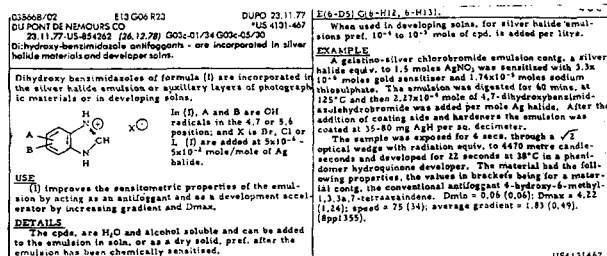 03866B/02 E13 G06 R23 DUPO 23.11.77
DU PONT DE NEMOURS CO *US 4131-467
23.11.77-US-854262 (26.12.78) G03c-01/34 G03c-05/30
Di:hydroxy-benzimidazole antifoggants - are incorporated in silver
halide materials and developer solns.
Dihydroxy benzimidazoles of formula (I) are incorporated in
the silver halide emulsion or auxillary layers of photograph-
ic materials or in developing solns.
A
B
H
N
CH
N
H
X⊖
In (I), A and B are OH
radicals in the 4,7 or 5,6
position; and X is Br, Cl or
I. (I) are added at 5x10⁻⁴ -
5x10⁻² mole/mole of Ag
halide.
USE
(I) improves the sensitometric properties of the emul-
sion by acting as an antifoggant and as a development accel-
erator by increasing gradient and Dmax.
DETAILS
The cpds. are H₂O and alcohol soluble and can be added
to the emulsion in soln. or as a dry solid, pref. after the
emulsion has been chemically sensitised.
E(6-D5) G(6-H12, 6-H13).
When used in developing solns. for silver halide emul-
sions pref. 10⁻⁴ to 10⁻³ mole of cpd. is added per litre.
EXAMPLE
A gelatino-silver chlorobromide emulsion contg. a silver
halide equiv. to 1.5 moles AgNO₃ was sensitized with 3.3x
10⁻⁶ moles gold sensitizer and 1.74x10⁻⁵ moles sodium
thiosulphate. The emulsion was digested for 60 mins. at
125°C and then 2.27x10⁻³ mole of 4,7-dihydroxybenzimid-
azolehydrobromide was added per mole Ag halide. After the
addition of coating aids and hardeners the emulsion was
coated at 35-80 mg AgH per sq. decimeter.
The sample was exposed for 6 secs. through a √2
optical wedge with radiation equiv. to 4470 metre candle-
seconds and developed for 22 seconds at 38°C in a pheni-
domer hydroquinone developer. The material had the foll-
owing properties, the values in brackets being for a mater-
ial contg. the conventional antifoggant 4-hydroxy-6-methyl-
1,3,3a,7-tetraazaindene. Dmin = 0.06 (0.06); Dmax = 4.22
(1.24); speed = 75 (34); average gradient = 1.83 (0.49).
(8pp1355).
US4131467